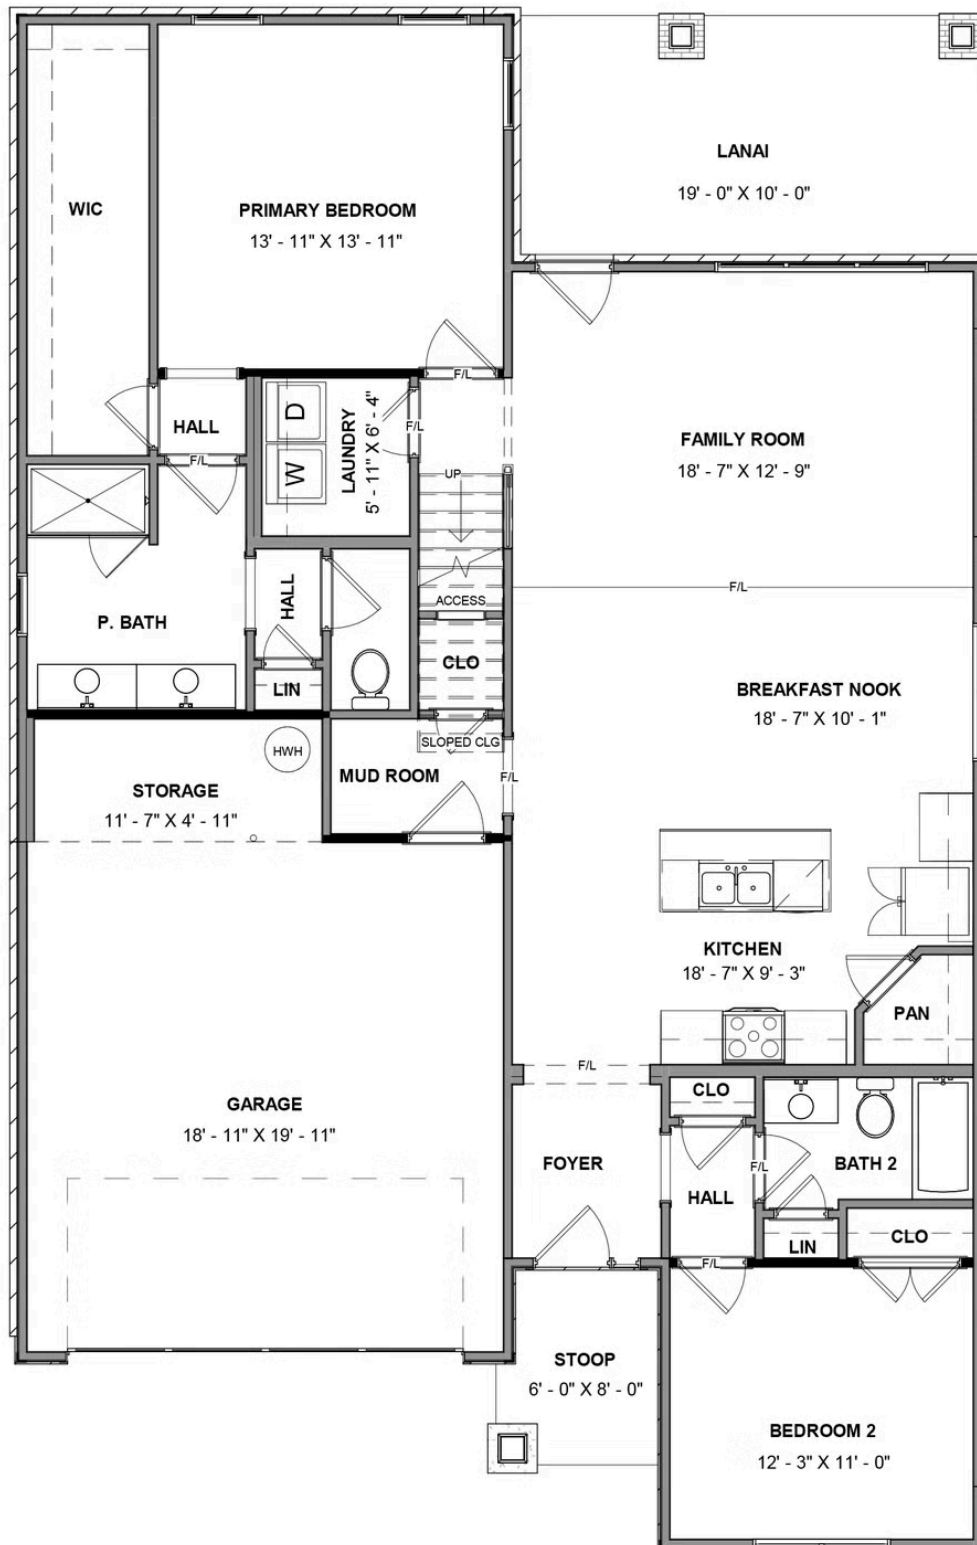 LANAI
19' - 0" X 10' - 0"
WIC
PRIMARY BEDROOM
13' - 11" X 13' - 11"
F/L
HALL
F/L
D
W
LAUNDRY
5' - 11" X 6' - 4"
F/L
FAMILY ROOM
18' - 7" X 12' - 9"
UP
ACCESS
F/L
P. BATH
HALL
LIN
CLO
BREAKFAST NOOK
18' - 7" X 10' - 1"
SLOPED CLG
HWH
MUD ROOM
F/L
STORAGE
11' - 7" X 4' - 11"
KITCHEN
18' - 7" X 9' - 3"
PAN
F/L
CLO
GARAGE
18' - 11" X 19' - 11"
FOYER
F/L
BATH 2
HALL
LIN
CLO
F/L
STOOP
6' - 0" X 8' - 0"
BEDROOM 2
12' - 3" X 11' - 0"